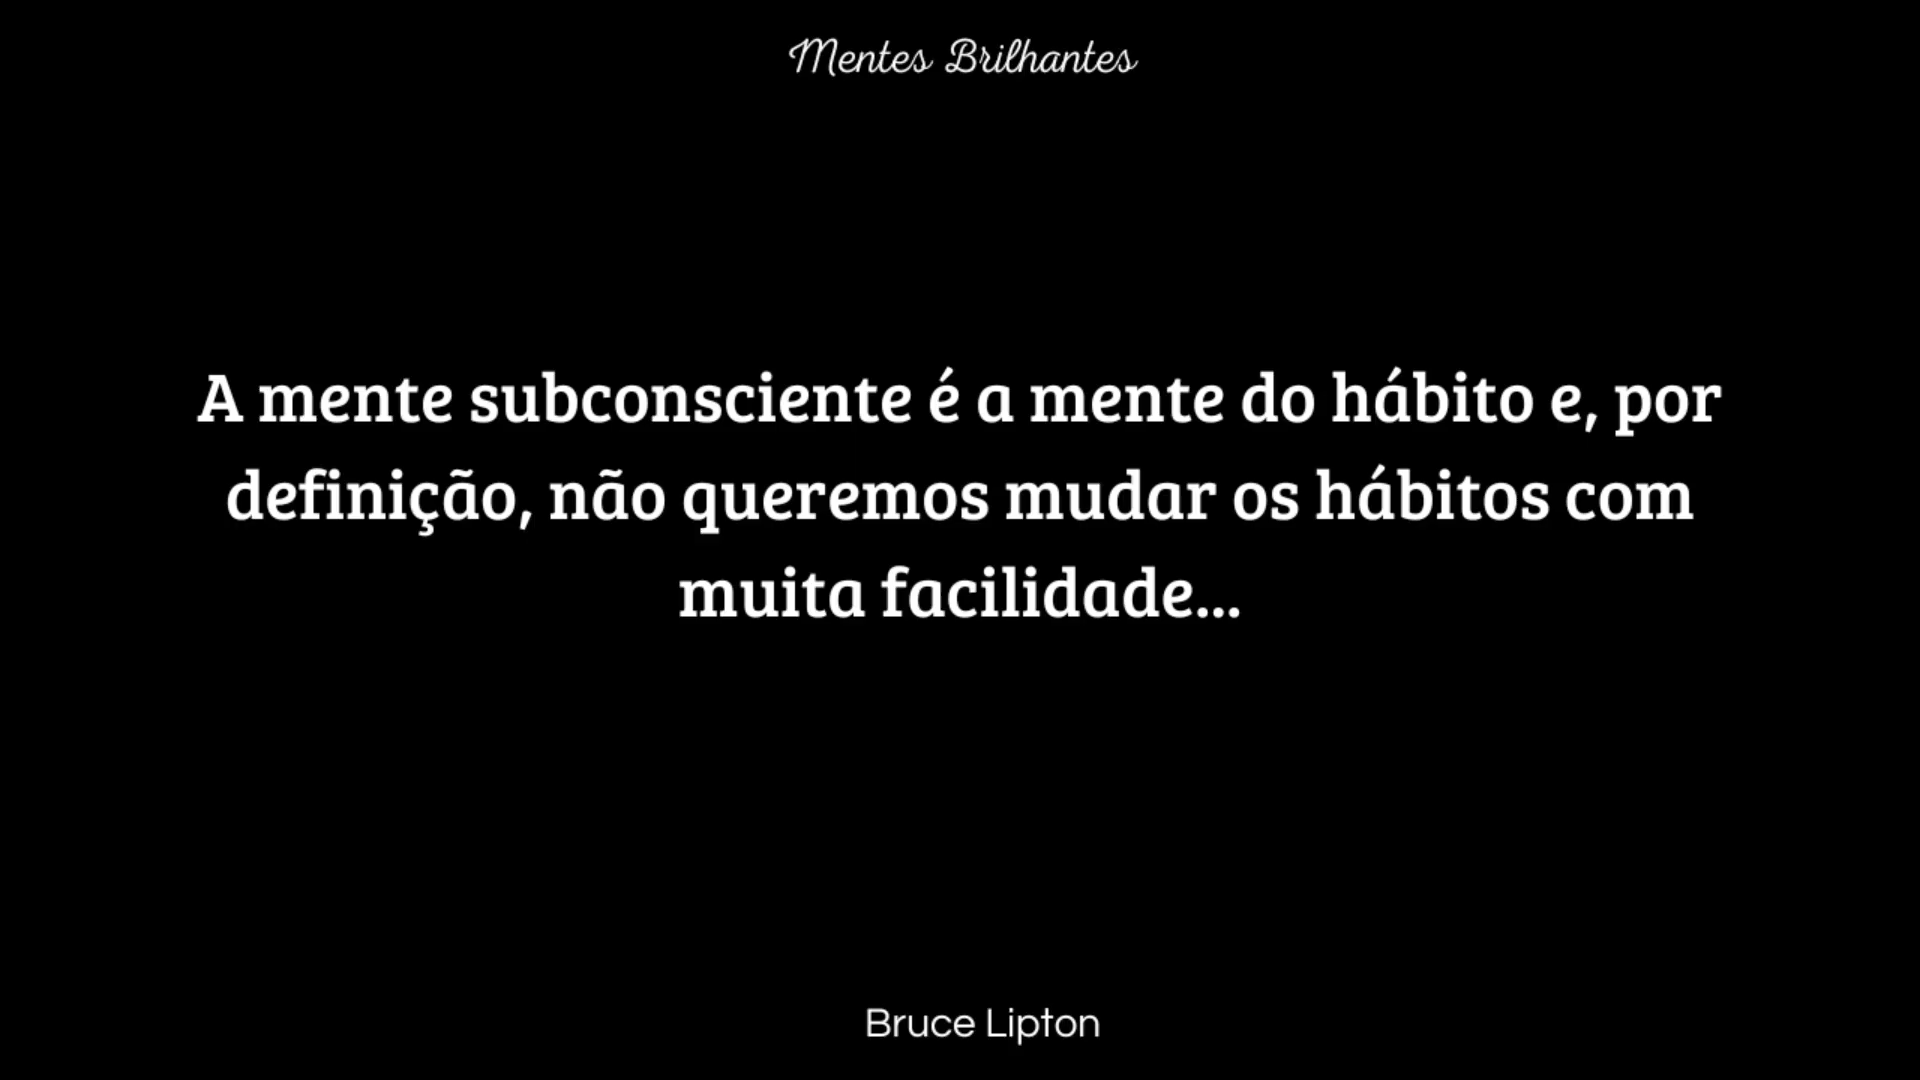 Mentes Brilhantes
A mente subconsciente é a mente do hábito e, por
definição, não queremos mudar os hábitos com
muita facilidade...
Bruce Lipton